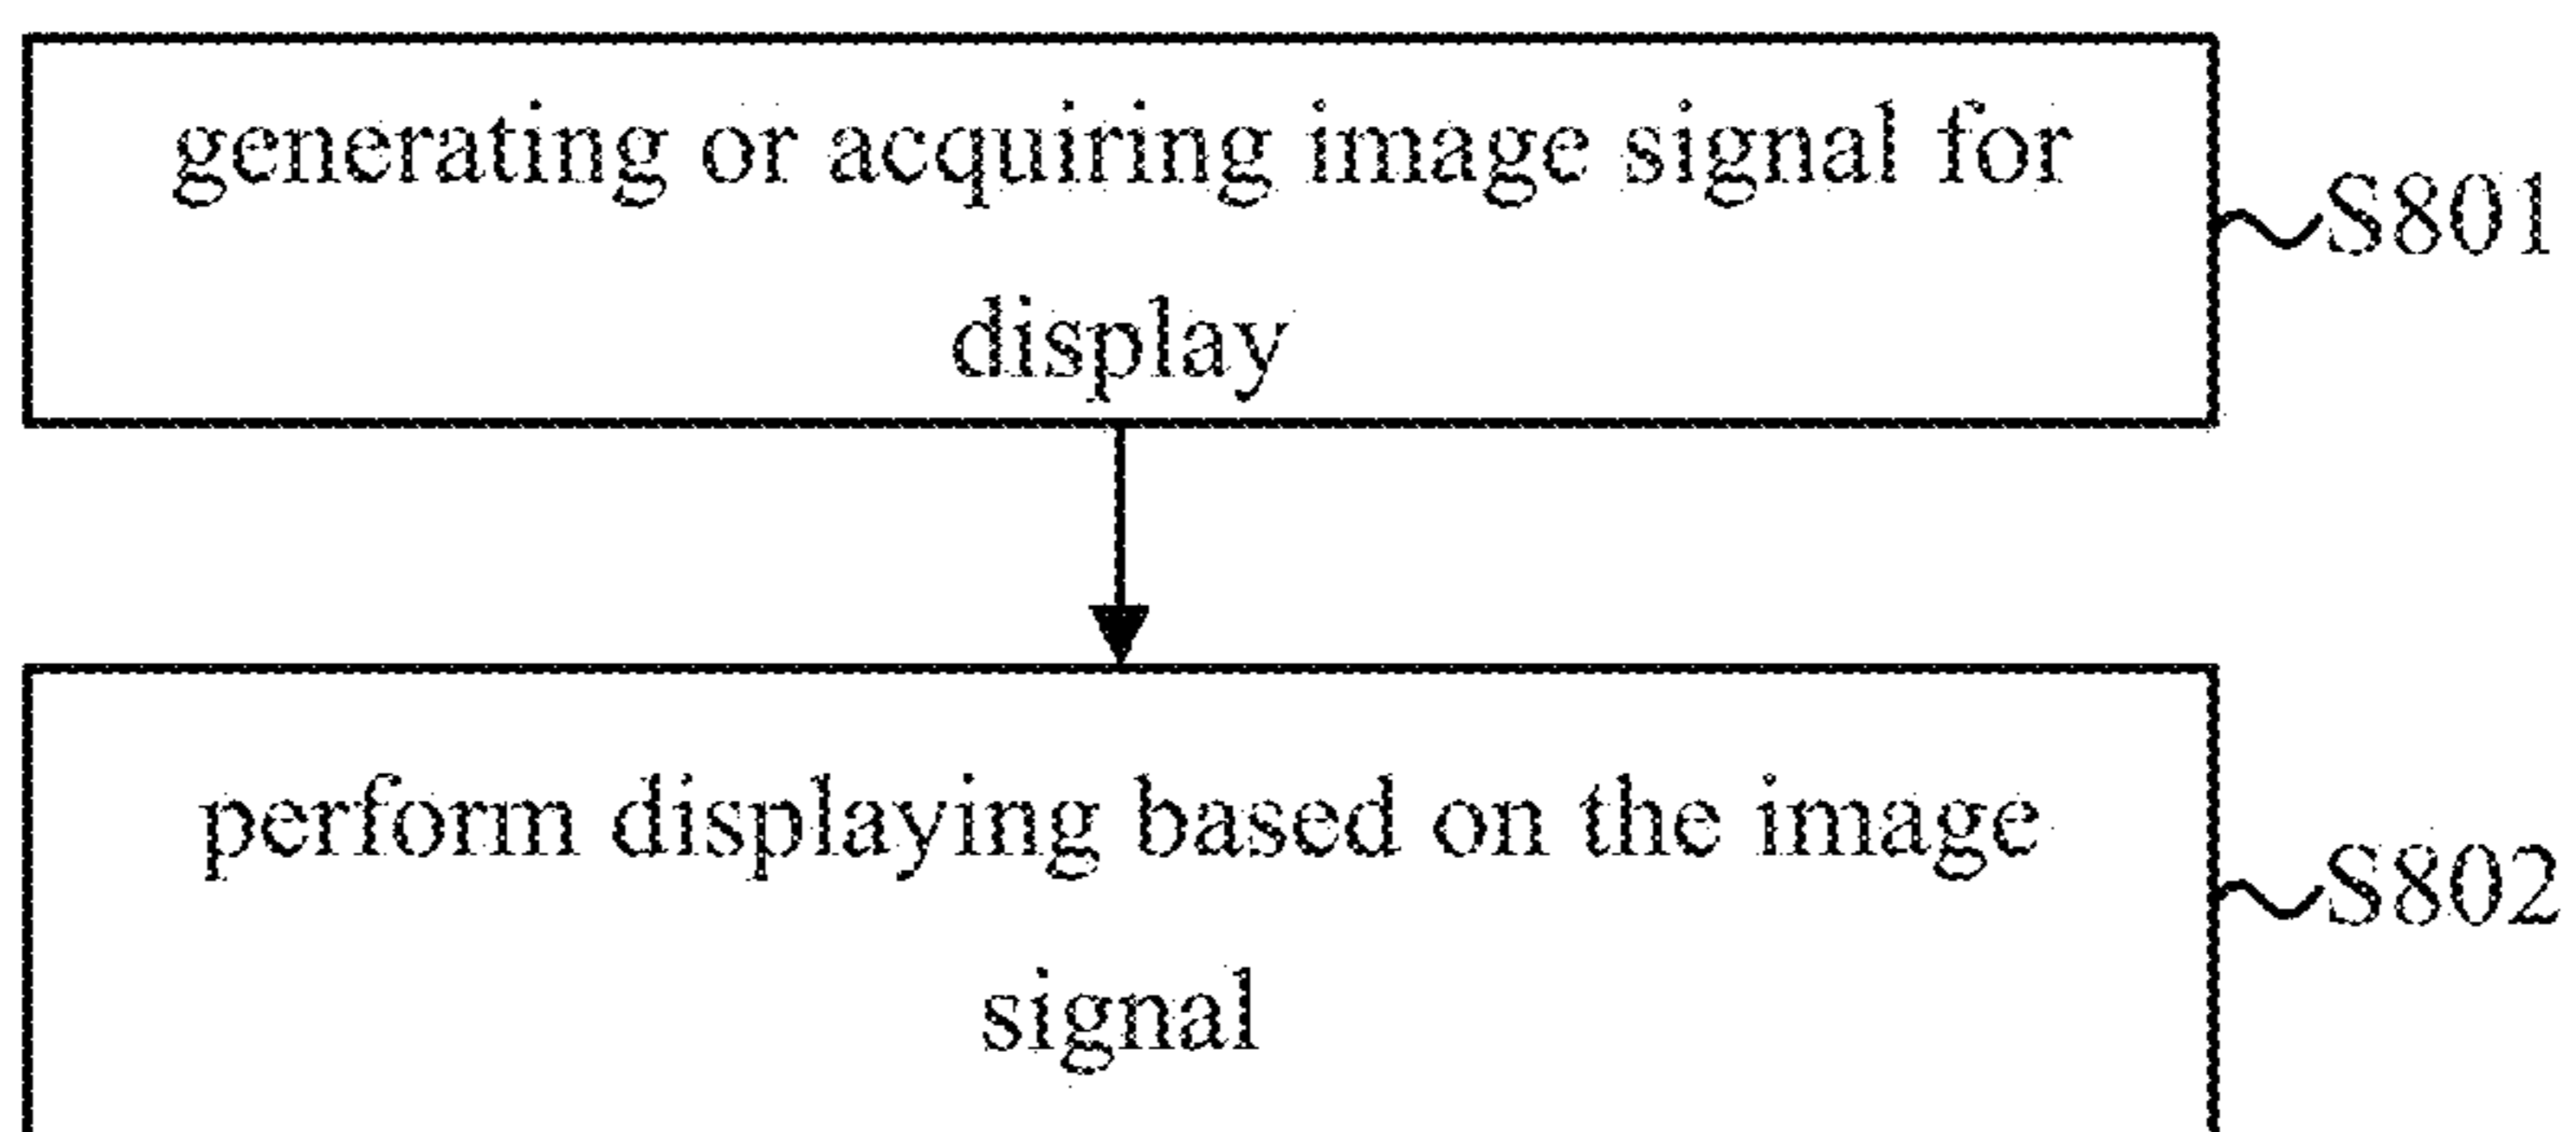 generating or acquiring image signal for
display
S801
perform displaying based on the image
signal
S802